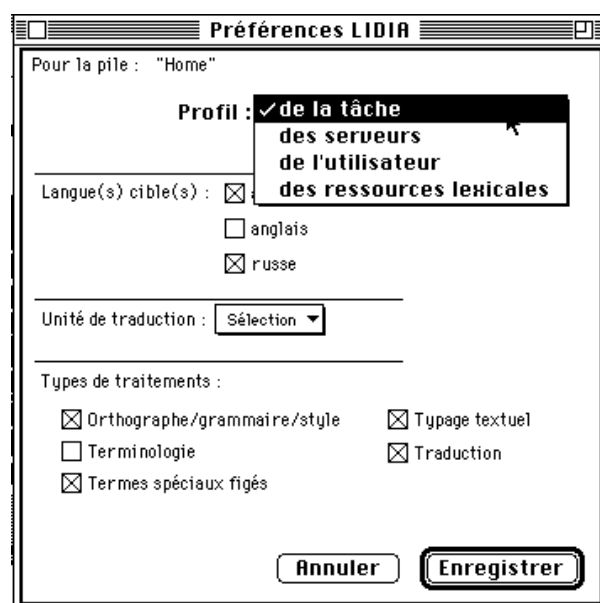 Préférences LIDIA
Pour la pile : "Home"
Profil : ✓de la tâche
des serveurs
de l'utilisateur
des ressources lexicales
Langue(s) cible(s) :
anglais
russe
Unité de traduction : Sélection
Types de traitements :
Orthographe/grammaire/style Typage textuel
Terminologie Traduction
Termes spéciaux figés
Annuler Enregistrer